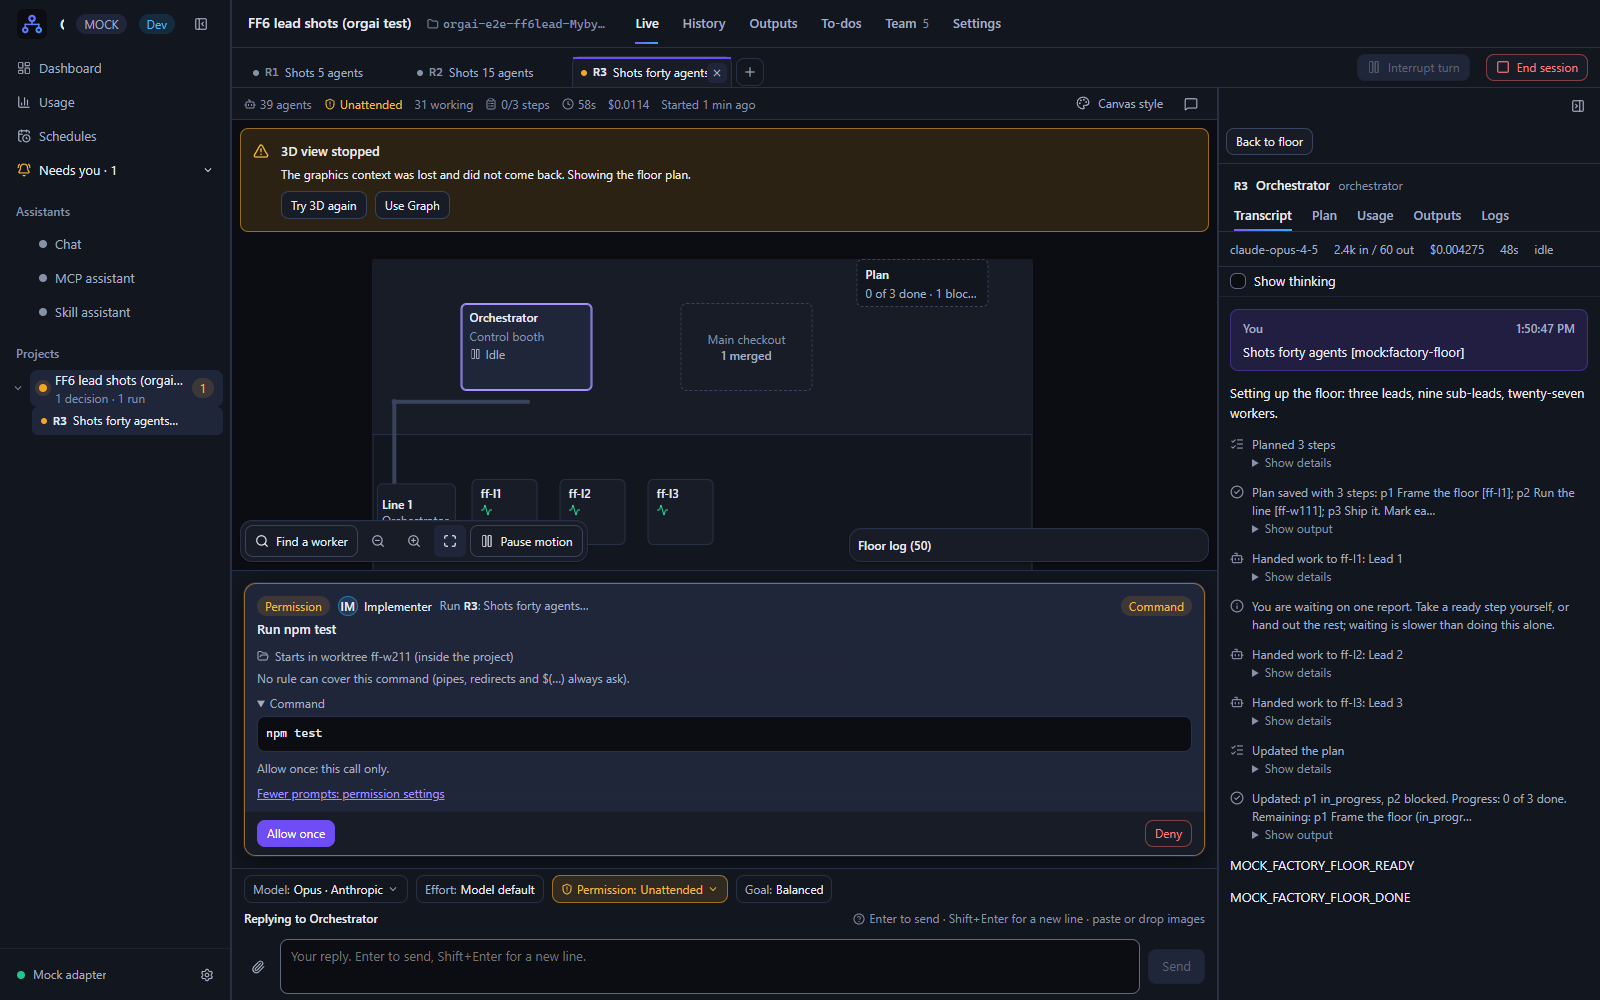 MOCK
Dev
Dashboard
Usage
Schedules
Needs you · 1
Assistants
Chat
MCP assistant
Skill assistant
Projects
FF6 lead shots (orgai...
1
1 decision · 1 run
R3 Shots forty agents...
Mock adapter
FF6 lead shots (orgai test)
orgai-e2e-ff6lead-Myby...
Live
History
Outputs
To-dos
Team 5
Settings
R1 Shots 5 agents
R2 Shots 15 agents
R3 Shots forty agents
Interrupt turn
End session
39 agents
Unattended
31 working
0/3 steps
58s
$0.0114
Started 1 min ago
Canvas style
3D view stopped
The graphics context was lost and did not come back. Showing the floor plan.
Try 3D again
Use Graph
Plan
0 of 3 done · 1 bloc...
Orchestrator
Control booth
Idle
Main checkout
1 merged
Line 1
Orchestrator
ff-l1
ff-l2
ff-l3
Find a worker
Pause motion
Floor log (50)
Permission
IM Implementer
Run R3: Shots forty agents...
Command
Run npm test
Starts in worktree ff-w211 (inside the project)
No rule can cover this command (pipes, redirects and $(...) always ask).
Command
npm test
Allow once: this call only.
Fewer prompts: permission settings
Allow once
Deny
Model: Opus · Anthropic
Effort: Model default
Permission: Unattended
Goal: Balanced
Replying to Orchestrator
Enter to send · Shift+Enter for a new line · paste or drop images
Your reply. Enter to send, Shift+Enter for a new line.
Send
Back to floor
R3 Orchestrator orchestrator
Transcript
Plan
Usage
Outputs
Logs
claude-opus-4-5
2.4k in / 60 out
$0.004275
48s
idle
Show thinking
You
1:50:47 PM
Shots forty agents [mock:factory-floor]
Setting up the floor: three leads, nine sub-leads, twenty-seven
workers.
Planned 3 steps
Show details
Plan saved with 3 steps: p1 Frame the floor [ff-l1]; p2 Run the
line [ff-w111]; p3 Ship it. Mark ea...
Show output
Handed work to ff-l1: Lead 1
Show details
You are waiting on one report. Take a ready step yourself, or
hand out the rest; waiting is slower than doing this alone.
Handed work to ff-l2: Lead 2
Show details
Handed work to ff-l3: Lead 3
Show details
Updated the plan
Show details
Updated: p1 in_progress, p2 blocked. Progress: 0 of 3 done.
Remaining: p1 Frame the floor (in_progr...
Show output
MOCK_FACTORY_FLOOR_READY
MOCK_FACTORY_FLOOR_DONE